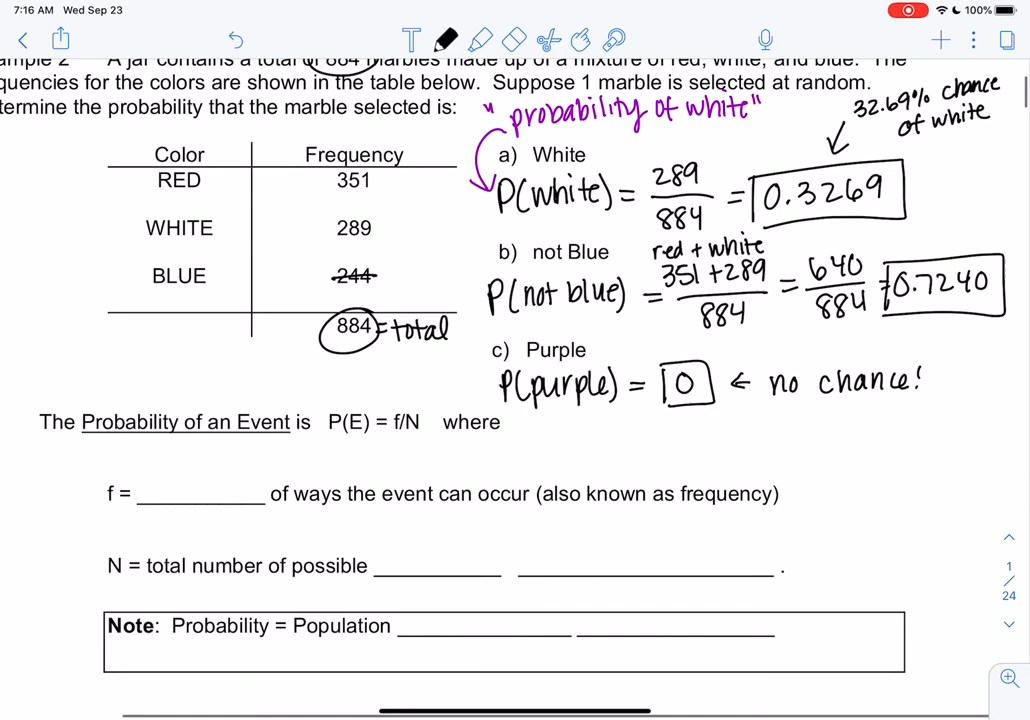 7:16 AM Wed Sep 23
100%
ample 2 A jar contains a total of 884 marbles made up of a mixture of red, white, and blue. The
quencies for the colors are shown in the table below. Suppose 1 marble is selected at random.
termine the probability that the marble selected is:
"probability of white"
32.69% chance
of white
Color Frequency
RED 351
WHITE 289
BLUE 244
884 = total
a) White
P(white) = 289/884 = 0.3269
b) not Blue
red + white
P(not blue) = 351+289/884 = 640/884 = 0.7240
c) Purple
P(purple) = 0 ← no chance!
The Probability of an Event is P(E) = f/N where
f = __________ of ways the event can occur (also known as frequency)
N = total number of possible __________ ____________________ .
Note: Probability = Population ______________ ________________
1
/
24